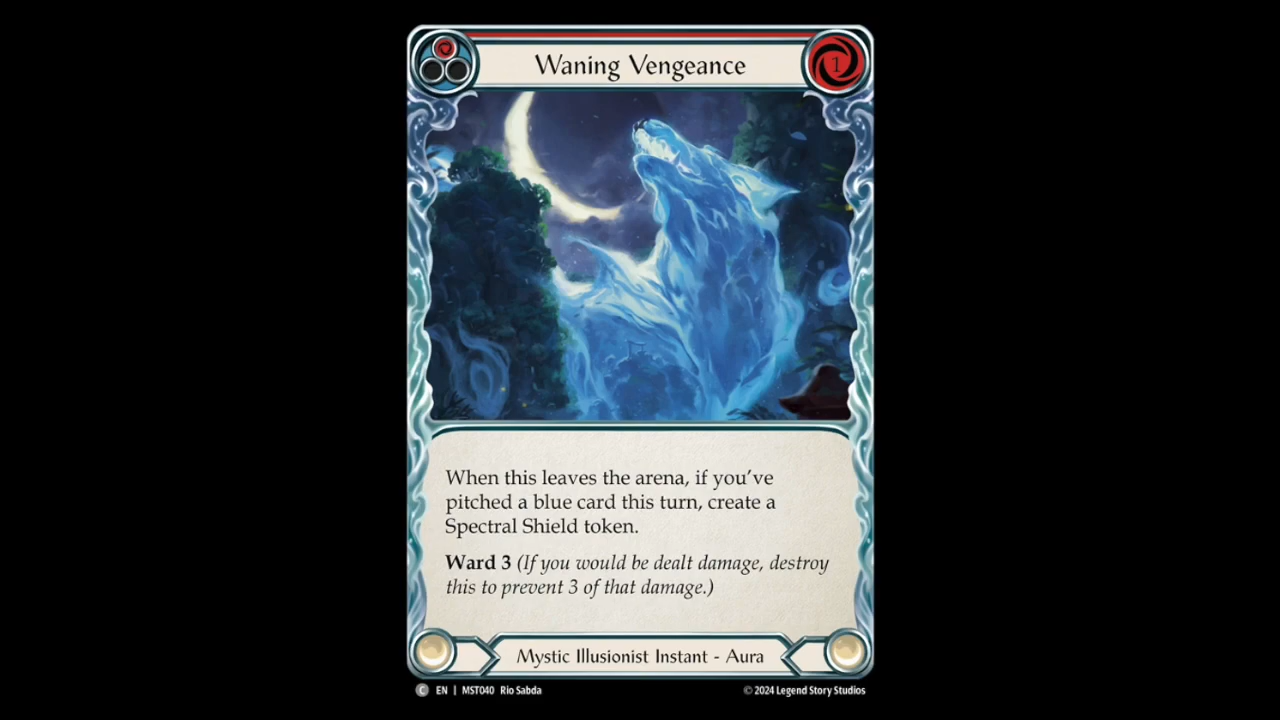 Waning Vengeance
1
When this leaves the arena, if you've
pitched a blue card this turn, create a
Spectral Shield token.
Ward 3 (If you would be dealt damage, destroy
this to prevent 3 of that damage.)
Mystic Illusionist Instant - Aura
C EN | MST040 Rio Sabda
© 2024 Legend Story Studios